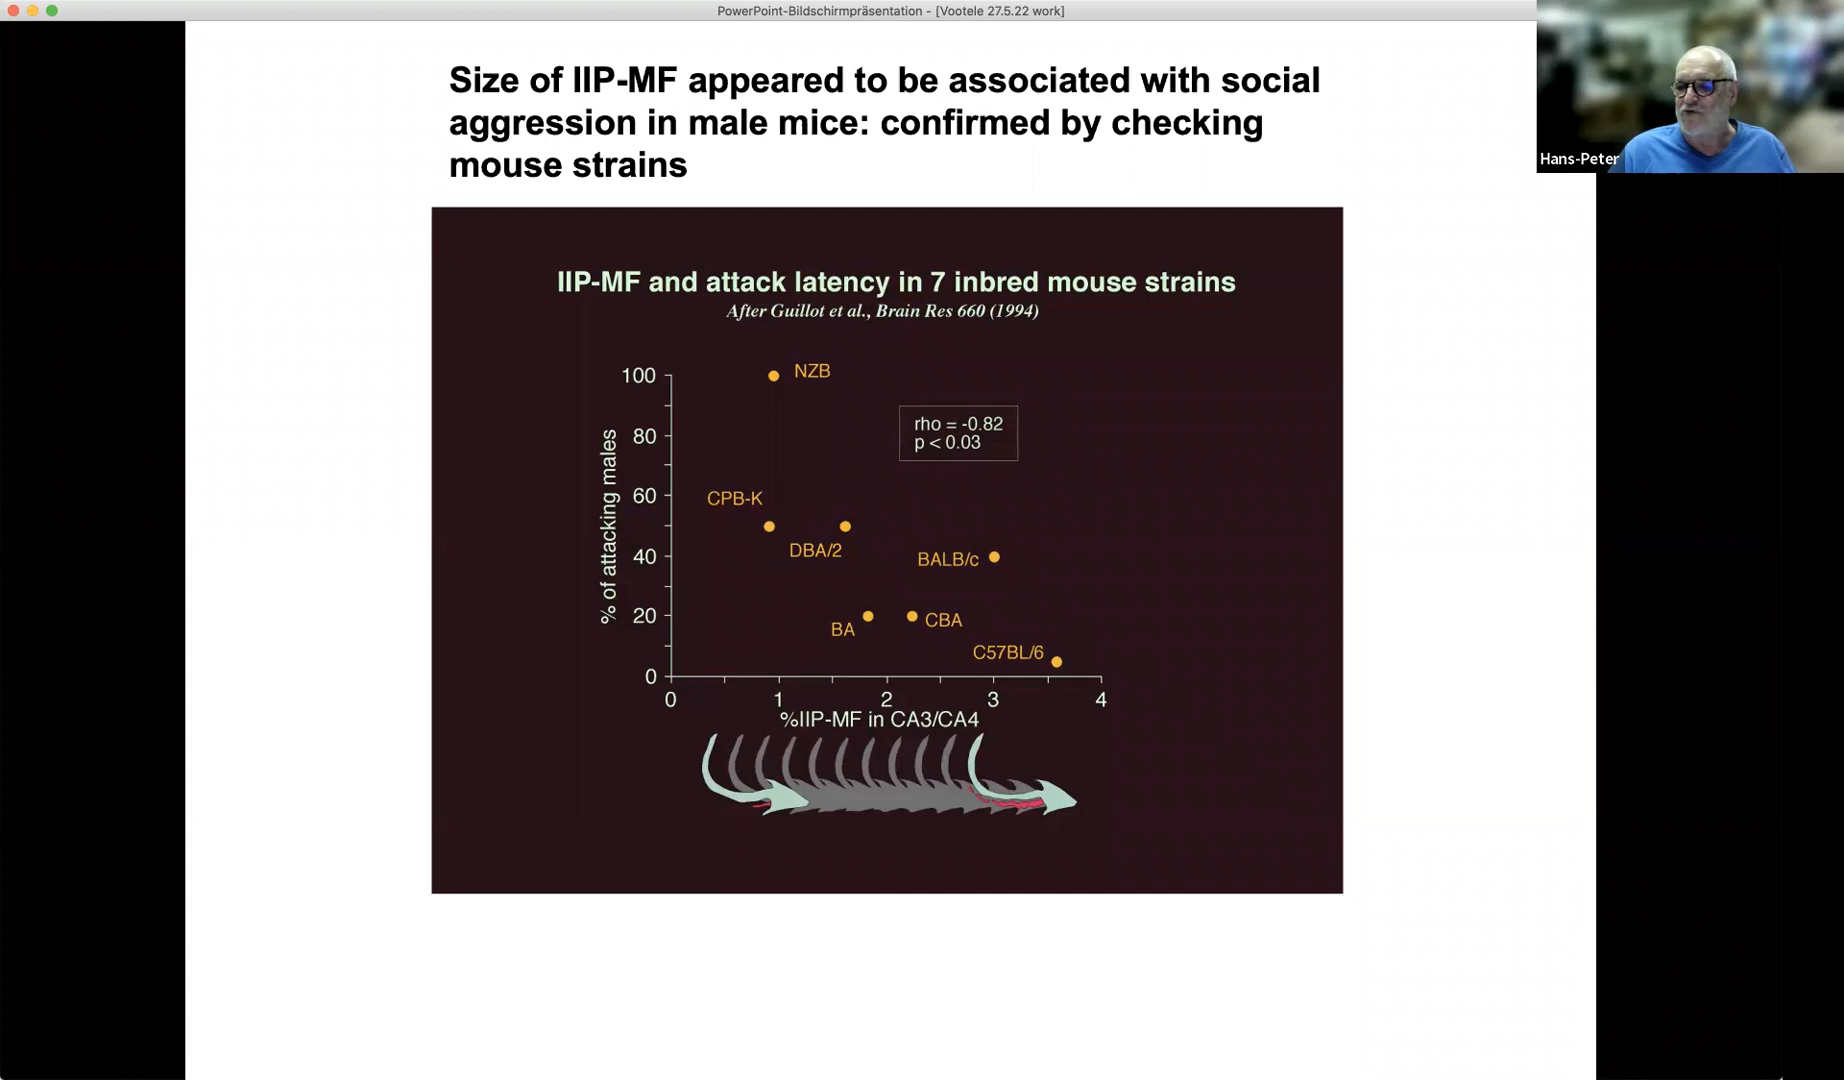 PowerPoint-Bildschirmpräsentation - [Vootele 27.5.22 work]
Size of IIP-MF appeared to be associated with social
aggression in male mice: confirmed by checking
mouse strains
Hans-Peter
IIP-MF and attack latency in 7 inbred mouse strains
After Guillot et al., Brain Res 660 (1994)
% of attacking males
100
80
60
40
20
0
NZB
rho = -0.82
p < 0.03
CPB-K
DBA/2
BALB/c
BA
CBA
C57BL/6
0 1 2 3 4
%IIP-MF in CA3/CA4